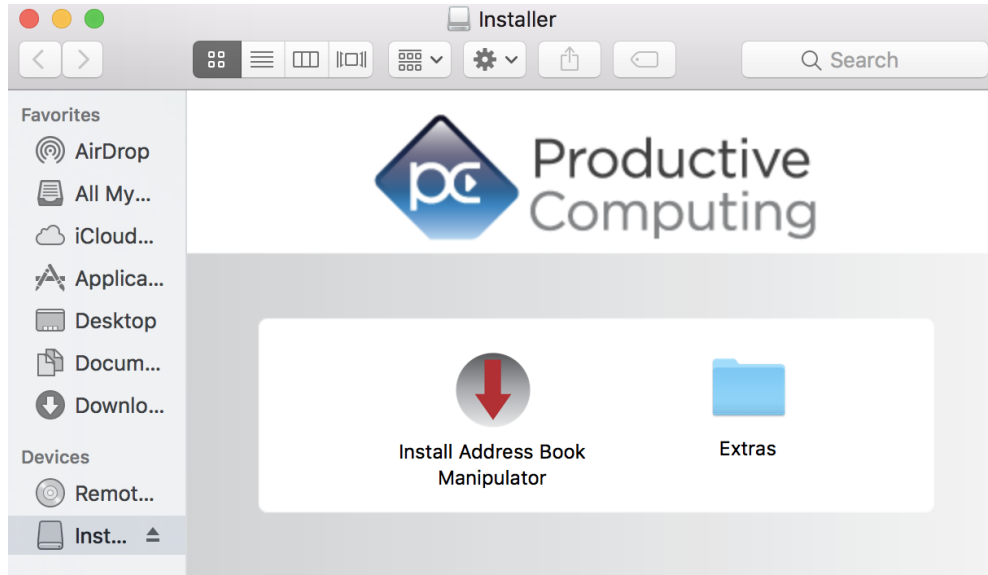 Installer
Search
Favorites
AirDrop
All My...
iCloud...
Applica...
Desktop
Docum...
Downlo...
Devices
Remot...
Inst...
pc
Productive
Computing
Install Address Book
Manipulator
Extras